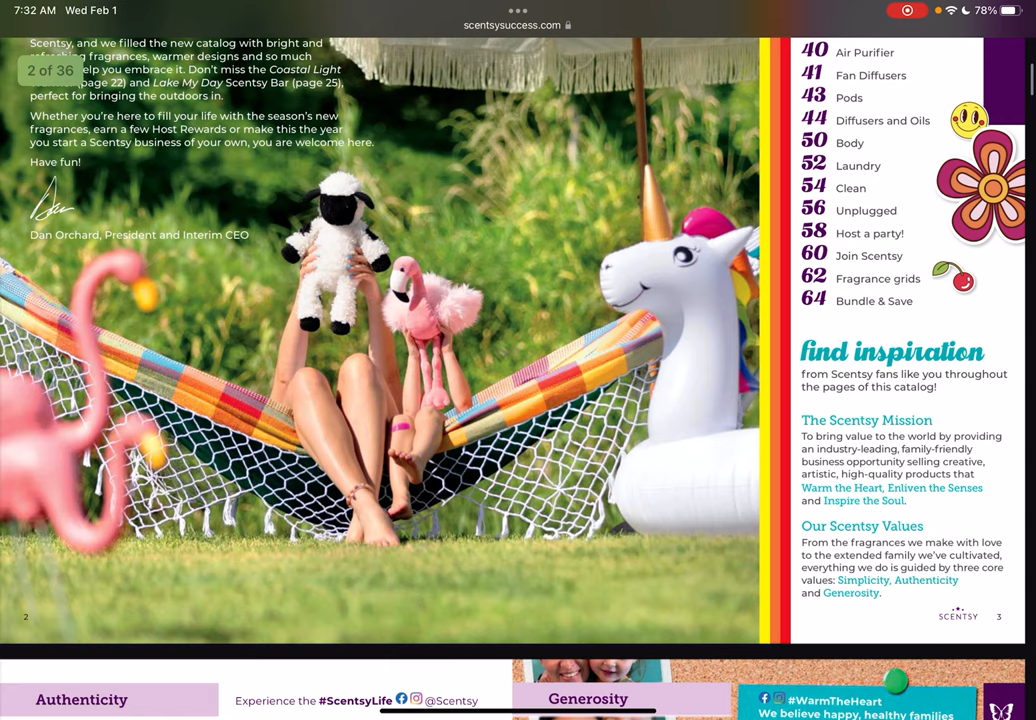 7:32 AM Wed Feb 1
78%
scentsysuccess.com
Scentsy, and we filled the new catalog with bright and
fragrances, warmer designs and so much
elp you embrace it. Don't miss the Coastal Light
2 of 36
(page 22) and Lake My Day Scentsy Bar (page 25),
perfect for bringing the outdoors in.
Whether you're here to fill your life with the season's new
fragrances, earn a few Host Rewards or make this the year
you start a Scentsy business of your own, you are welcome here.
Have fun!
Dan Orchard, President and Interim CEO
2
40 Air Purifier
41 Fan Diffusers
43 Pods
44 Diffusers and Oils
50 Body
52 Laundry
54 Clean
56 Unplugged
58 Host a party!
60 Join Scentsy
62 Fragrance grids
64 Bundle & Save
find inspiration
from Scentsy fans like you throughout
the pages of this catalog!
The Scentsy Mission
To bring value to the world by providing
an industry-leading, family-friendly
business opportunity selling creative,
artistic, high-quality products that
Warm the Heart, Enliven the Senses
and Inspire the Soul.
Our Scentsy Values
From the fragrances we make with love
to the extended family we've cultivated,
everything we do is guided by three core
values: Simplicity, Authenticity
and Generosity.
SCENTSY 3
Authenticity
Experience the #ScentsyLife @Scentsy
Generosity
#WarmTheHeart
We believe happy, healthy families